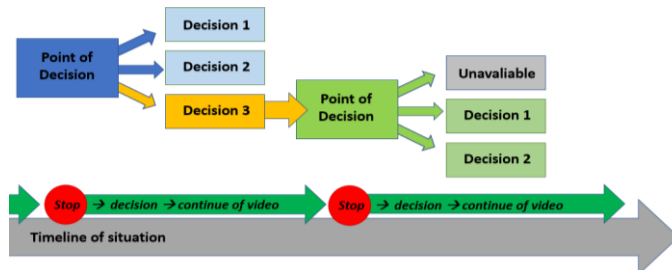 Decision 1
Point of
Decision
Decision 2
Decision 3
Unavaliable
Point of
Decision
Decision 1
Decision 2
Stop → decision → continue of video
Stop → decision → continue of video
Timeline of situation